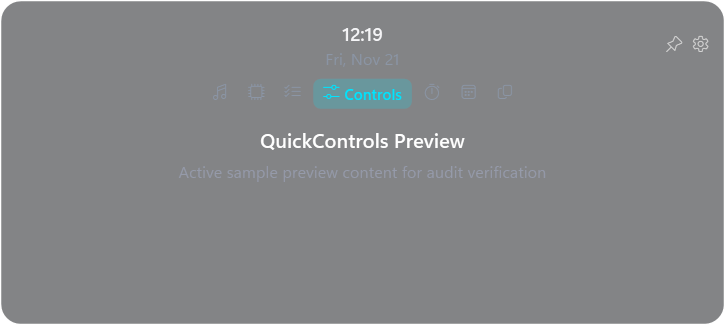 12:19
Fri, Nov 21
Controls
QuickControls Preview
Active sample preview content for audit verification